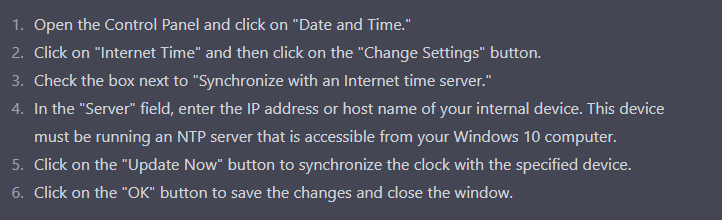 1. Open the Control Panel and click on "Date and Time."
2. Click on "Internet Time" and then click on the "Change Settings" button.
3. Check the box next to "Synchronize with an Internet time server."
4. In the "Server" field, enter the IP address or host name of your internal device. This device
must be running an NTP server that is accessible from your Windows 10 computer.
5. Click on the "Update Now" button to synchronize the clock with the specified device.
6. Click on the "OK" button to save the changes and close the window.